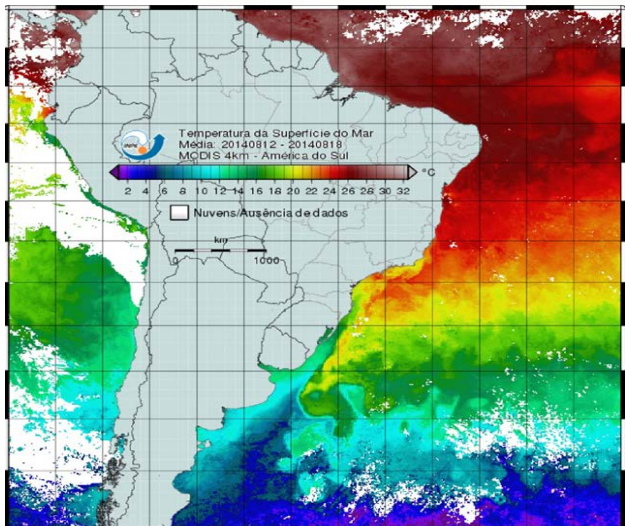 Temperatura da Superfície do Mar
Média: 20140812 - 20140818
MODIS 4km - América do Sul
°C
2 4 6 8 10 12 14 16 18 20 22 24 26 28 30 32
Nuvens/Ausência de dados
km
0 1000